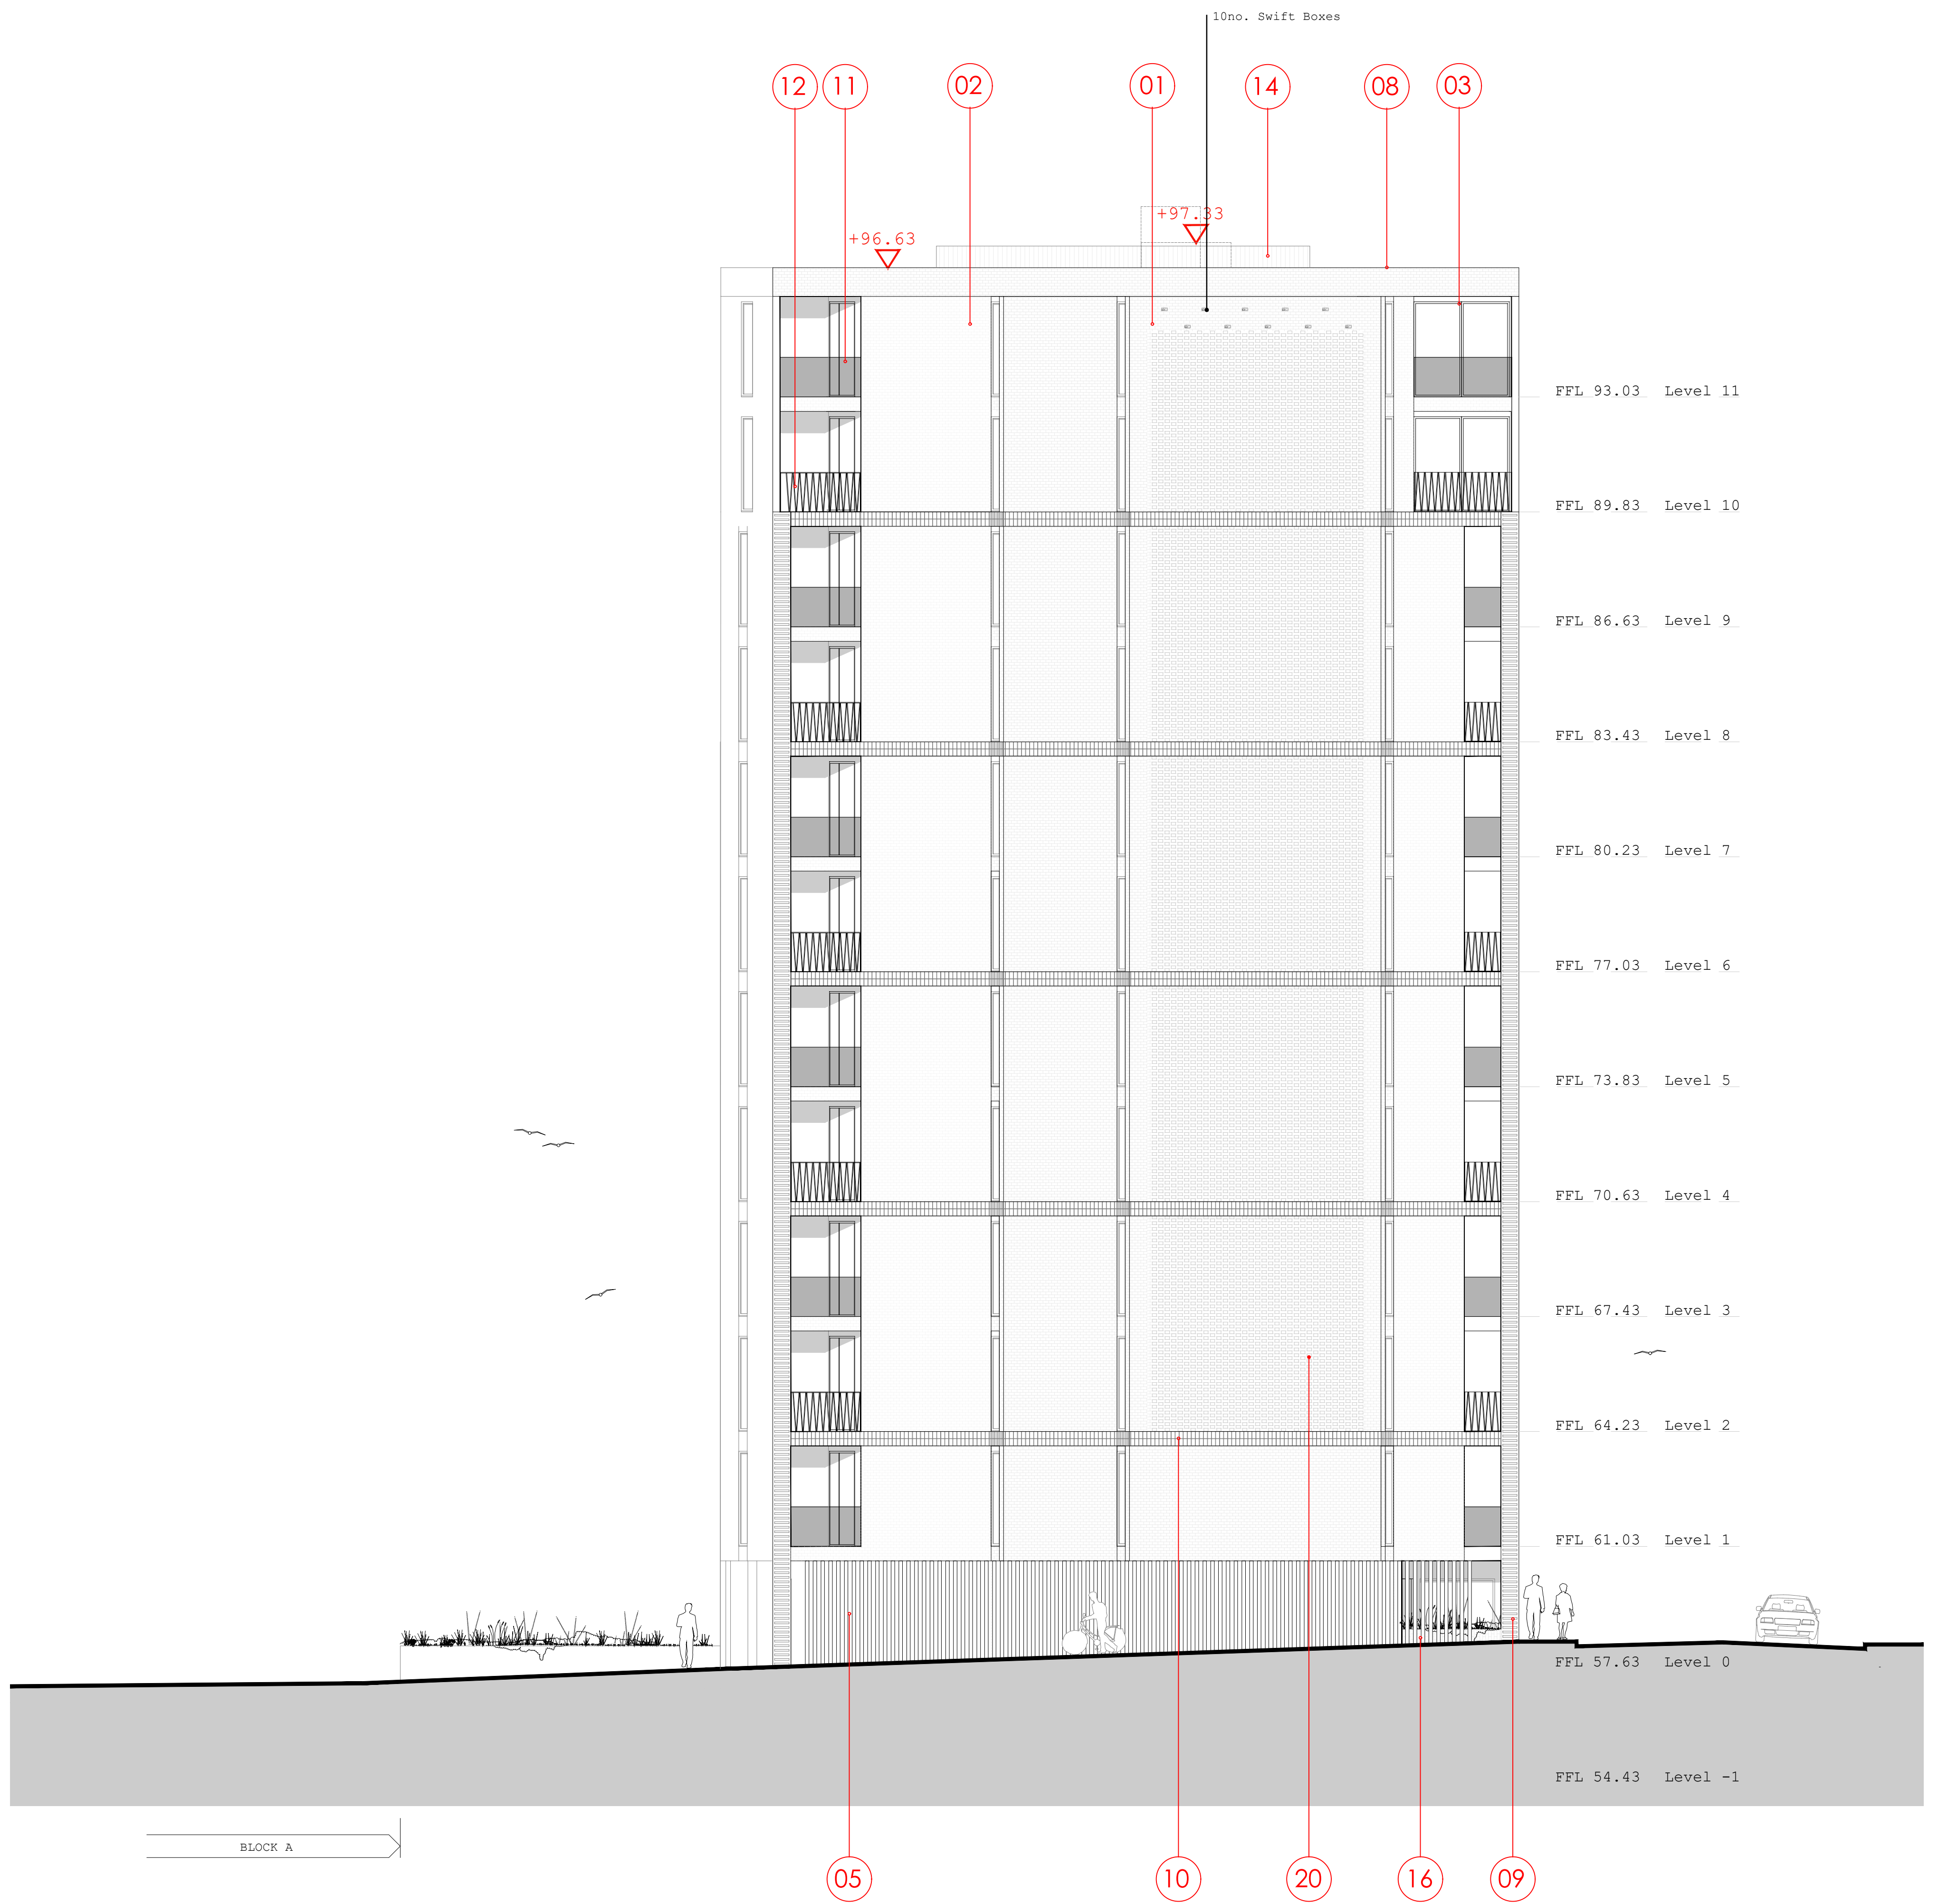 10no. Swift Boxes
12 11 02 01 14 08 03
+97.33
+96.63
FFL 93.03 Level 11
FFL 89.83 Level 10
FFL 86.63 Level 9
FFL 83.43 Level 8
FFL 80.23 Level 7
FFL 77.03 Level 6
FFL 73.83 Level 5
FFL 70.63 Level 4
FFL 67.43 Level 3
FFL 64.23 Level 2
FFL 61.03 Level 1
FFL 57.63 Level 0
FFL 54.43 Level -1
BLOCK A
05 10 20 16 09